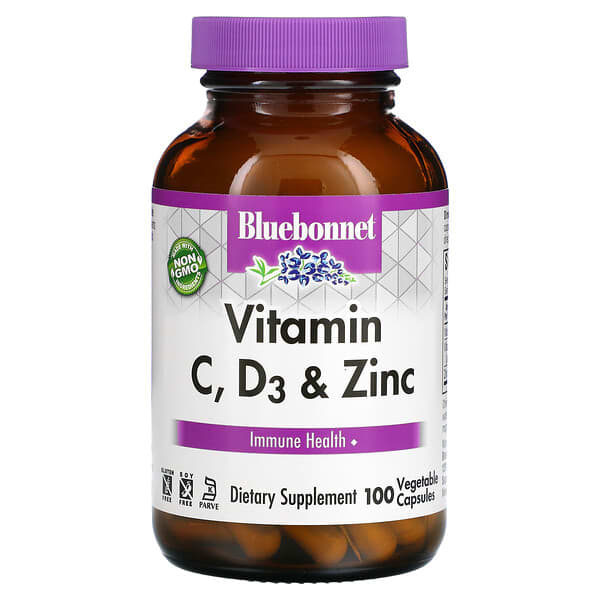 Bluebonnet
MADE WITH
NON
GMO
INGREDIENTS
Vitamin
C, D3 & Zinc
Immune Health
GLUTEN
FREE
SOY
FREE
K
PARVE
Dietary Supplement 100 Vegetable
Capsules